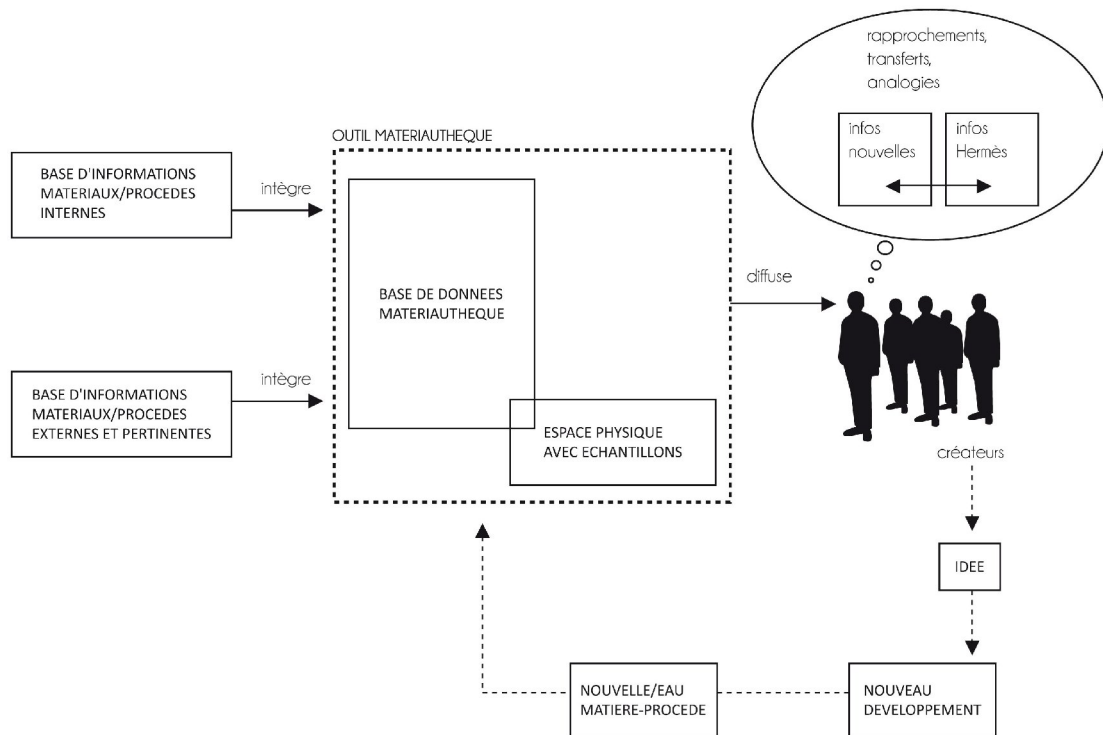 rapprochements,
transferts,
analogies
infos
nouvelles
infos
Hermès
OUTIL MATERIAUTHEQUE
BASE D'INFORMATIONS
MATERIAUX/PROCEDES
INTERNES
intègre
BASE DE DONNEES
MATERIAUTHEQUE
diffuse
BASE D'INFORMATIONS
MATERIAUX/PROCEDES
EXTERNES ET PERTINENTES
intègre
ESPACE PHYSIQUE
AVEC ECHANTILLONS
créateurs
IDEE
NOUVELLE/EAU
MATIERE-PROCEDE
NOUVEAU
DEVELOPPEMENT